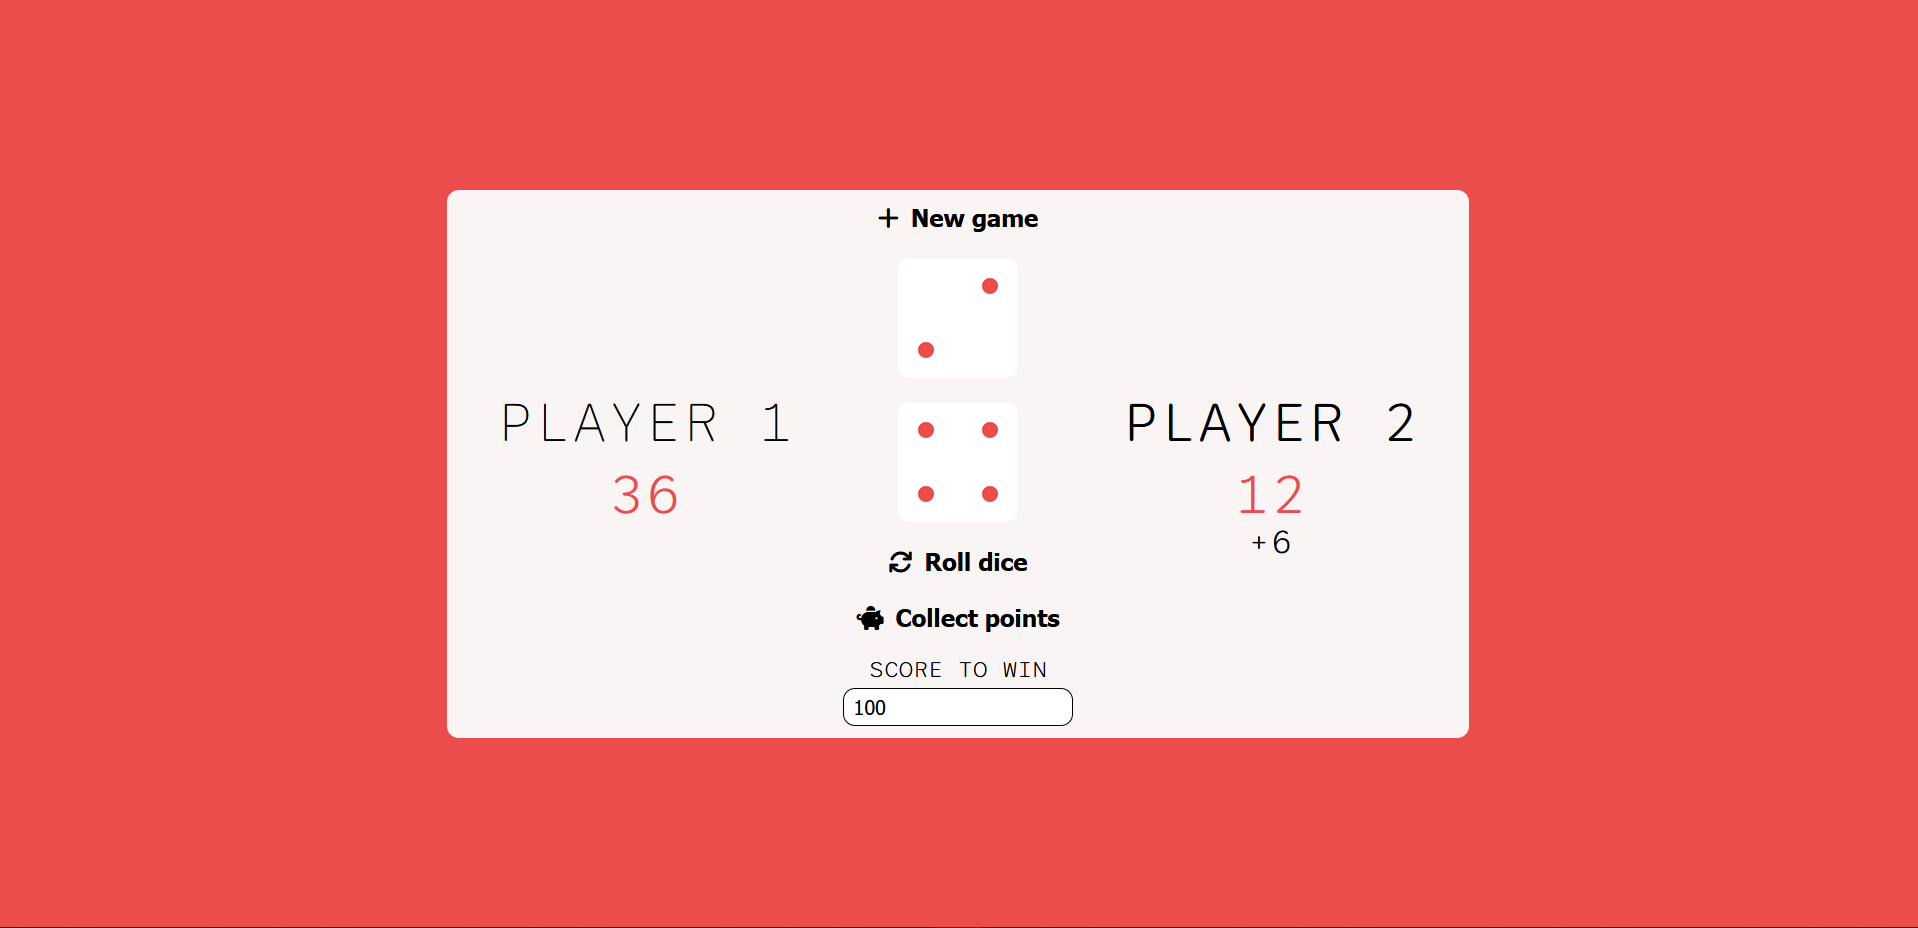 New game
PLAYER 1
36
PLAYER 2
12
+6
Roll dice
Collect points
SCORE TO WIN
100